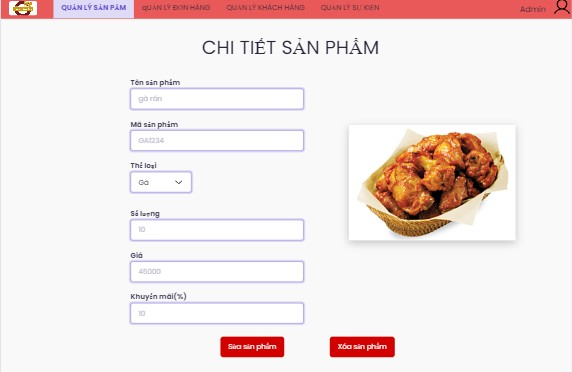 QUẢN LÝ SẢN PẨM qUẢN LÝ ĐƠN HÀNG QUẢN LÝ KHÁCH HÀNG QUẢN LÝ SỰ KIẸN Admin
CHI TIẾT SẢN PHẨM
Tên sản phẩm
gà rán
Mã sản phẩm
GA1234
Thể loại
Gà
Số lượng
10
Giá
45000
Khuyến mãi(%)
10
Sửa sản phẩm Xóa sản phẩm